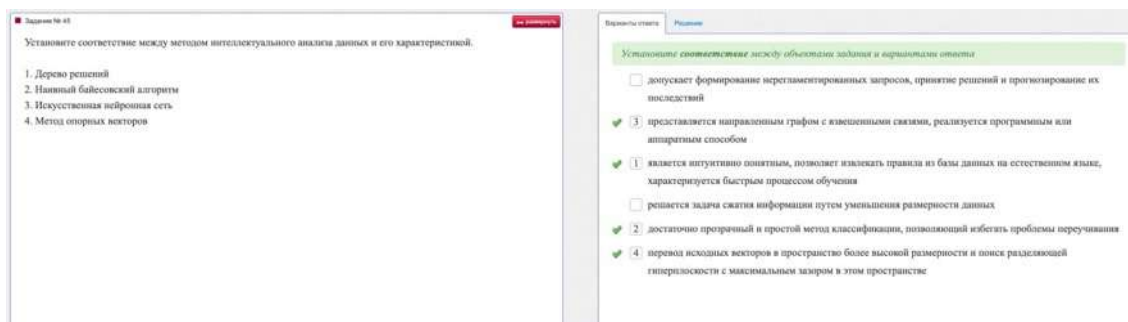 Задание № 45
развернуть
Установите соответствие между методом интеллектуального анализа данных и его характеристикой.
1. Дерево решений
2. Наивный байесовский алгоритм
3. Искусственная нейронная сеть
4. Метод опорных векторов
Варианты ответа Решение
Установите соответствие между объектами задания и вариантами ответа
допускает формирование нерегламентированных запросов, принятие решений и прогнозирование их
последствий
3 представляется направленным графом с взвешенными связями, реализуется программным или
аппаратным способом
1 является интуитивно понятным, позволяет извлекать правила из базы данных на естественном языке,
характеризуется быстрым процессом обучения
решается задача сжатия информации путем уменьшения размерности данных
2 достаточно прозрачный и простой метод классификации, позволяющий избегать проблемы переучивания
4 перевод исходных векторов в пространство более высокой размерности и поиск разделяющей
гиперплоскости с максимальным зазором в этом пространстве